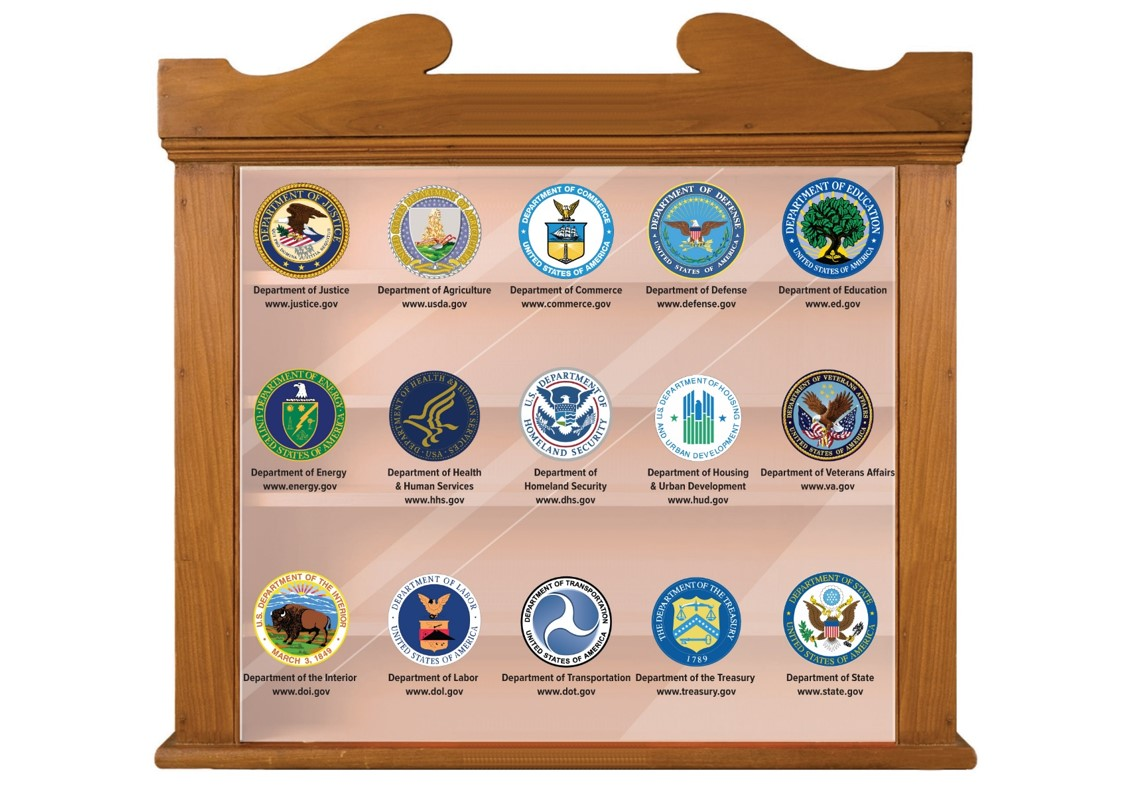 DEPARTMENT OF JUSTICE
DEPARTMENT OF COMMERCE
UNITED STATES OF AMERICA
DEPARTMENT OF DEFENSE
UNITED STATES OF AMERICA
DEPARTMENT OF EDUCATION
UNITED STATES OF AMERICA
Department of Justice
www.justice.gov
Department of Agriculture
www.usda.gov
Department of Commerce
www.commerce.gov
Department of Defense
www.defense.gov
Department of Education
www.ed.gov
DEPARTMENT OF ENERGY
UNITED STATES OF AMERICA
DEPARTMENT OF HEALTH & HUMAN SERVICES · USA
U.S. DEPARTMENT OF
HOMELAND SECURITY
U.S. DEPARTMENT OF HOUSING
AND URBAN DEVELOPMENT
DEPARTMENT OF VETERANS AFFAIRS
UNITED STATES OF AMERICA
Department of Energy
www.energy.gov
Department of Health
& Human Services
www.hhs.gov
Department of
Homeland Security
www.dhs.gov
Department of Housing
& Urban Development
www.hud.gov
Department of Veterans Affairs
www.va.gov
U.S. DEPARTMENT OF THE INTERIOR
MARCH 3, 1849
DEPARTMENT OF LABOR
UNITED STATES OF AMERICA
DEPARTMENT OF TRANSPORTATION
UNITED STATES OF AMERICA
THE DEPARTMENT OF THE TREASURY
1789
DEPARTMENT OF STATE
UNITED STATES OF AMERICA
Department of the Interior
www.doi.gov
Department of Labor
www.dol.gov
Department of Transportation
www.dot.gov
Department of the Treasury
www.treasury.gov
Department of State
www.state.gov